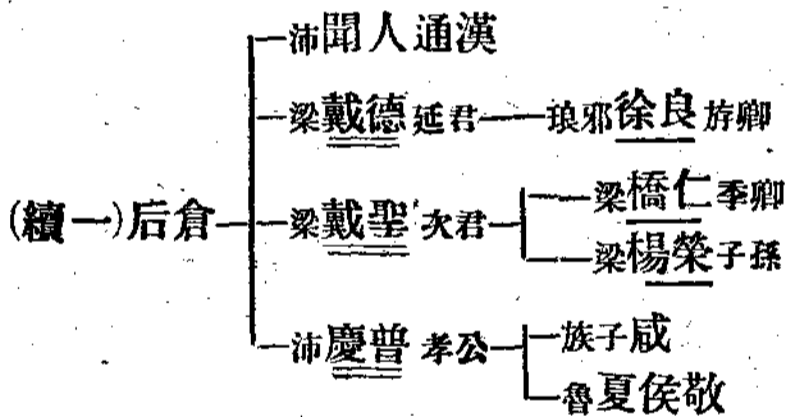 沛聞人通漢
梁戴德延君
琅邪徐良斿卿
(續一)后倉
梁戴聖次君
梁橋仁季卿
梁楊榮子孫
沛慶普孝公
族子咸
魯夏侯敬